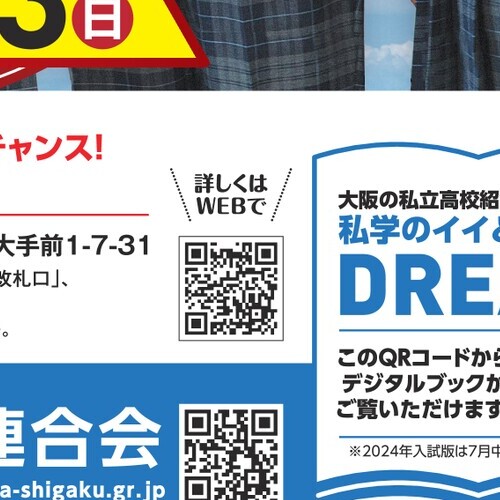 3日
チャンス!
詳しくは
WEBで
大手前1-7-31
改札口」、
大阪の私立高校紹
私学のイイと
DREA
このQRコードから
デジタルブックが
ご覧いただけます
※2024年入試版は7月中
連合会
a-shigaku.gr.jp